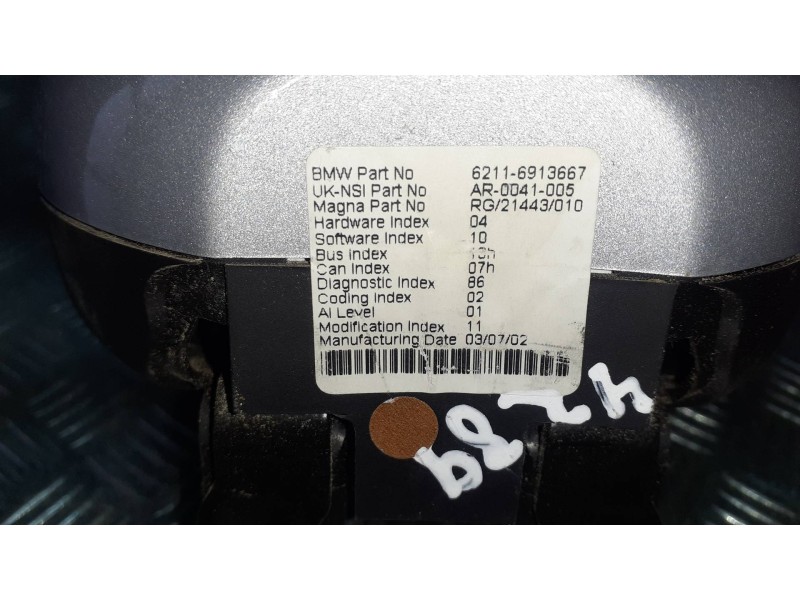 BMW Part No 6211-6913667
UK-NSI Part No AR-0041-005
Magna Part No RG/21443/010
Hardware Index 04
Software Index 10
Bus Index
Can Index 07h
Diagnostic Index 86
Coding Index 02
AI Level 01
Modification Index 11
Manufacturing Date 03/07/02